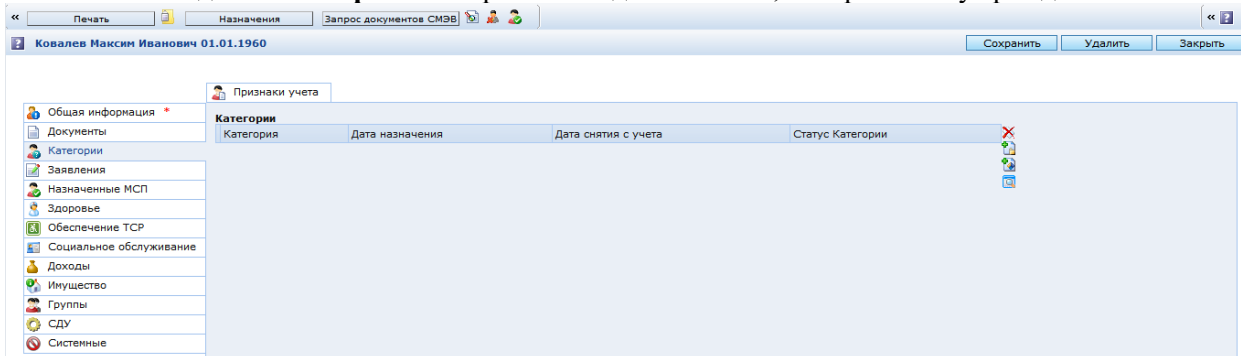 « Печать Назначения Запрос документов СМЭВ « ?
? Ковалев Максим Иванович 01.01.1960 Сохранить Удалить Закрыть
Признаки учета
Общая информация *
Категории
Категория Дата назначения Дата снятия с учета Статус Категории
Документы
Категории
Заявления
Назначенные МСП
Здоровье
Обеспечение ТСР
Социальное обслуживание
Доходы
Имущество
Группы
СДУ
Системные